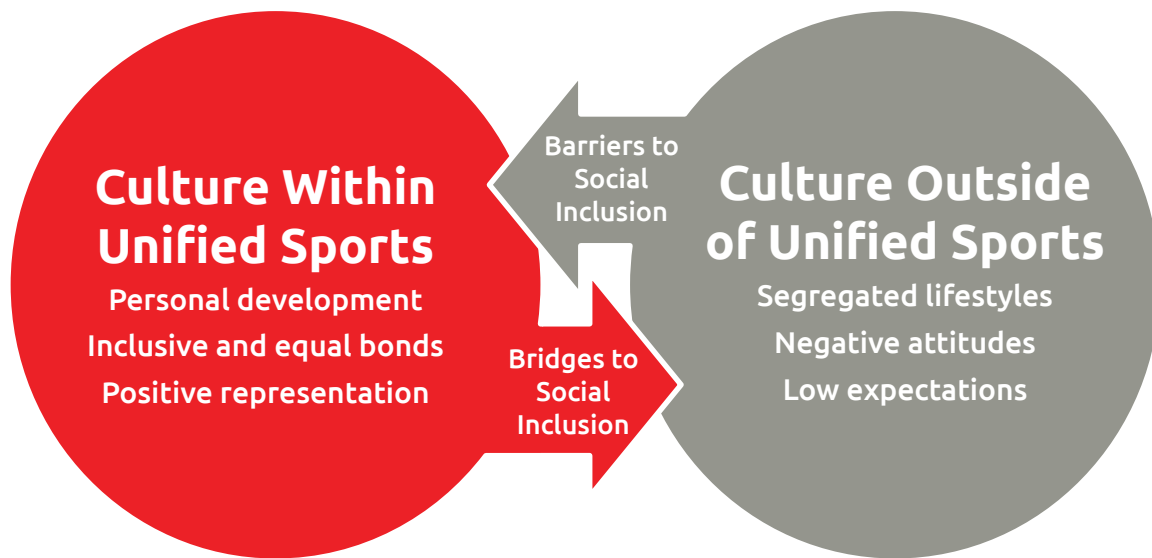 Culture Within
Unified Sports
Personal development
Inclusive and equal bonds
Positive representation
Barriers to
Social
Inclusion
Bridges to
Social
Inclusion
Culture Outside
of Unified Sports
Segregated lifestyles
Negative attitudes
Low expectations